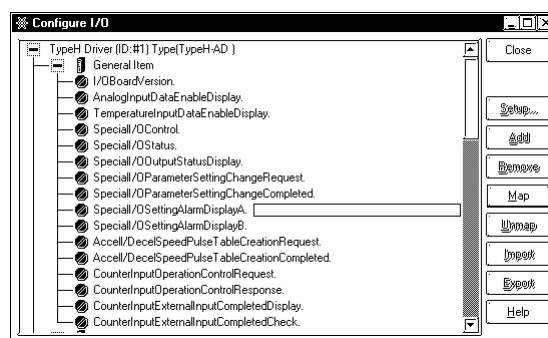 Configure I/O
TypeH Driver (ID:#1) Type(TypeH-AD )
General Item
I/OBoardVersion.
AnalogInputDataEnableDisplay.
TemperatureInputDataEnableDisplay.
SpecialI/OControl.
SpecialI/OStatus.
SpecialI/OOutputStatusDisplay.
SpecialI/OParameterSettingChangeRequest.
SpecialI/OParameterSettingChangeCompleted.
SpecialI/OSettingAlarmDisplayA.
SpecialI/OSettingAlarmDisplayB.
Accell/DecelSpeedPulseTableCreationRequest.
Accell/DecelSpeedPulseTableCreationCompleted.
CounterInputOperationControlRequest.
CounterInputOperationControlResponse.
CounterInputExternalInputCompletedDisplay.
CounterInputExternalInputCompletedCheck.
Close
Setup...
Add
Remove
Map
Unmap
Import
Export
Help